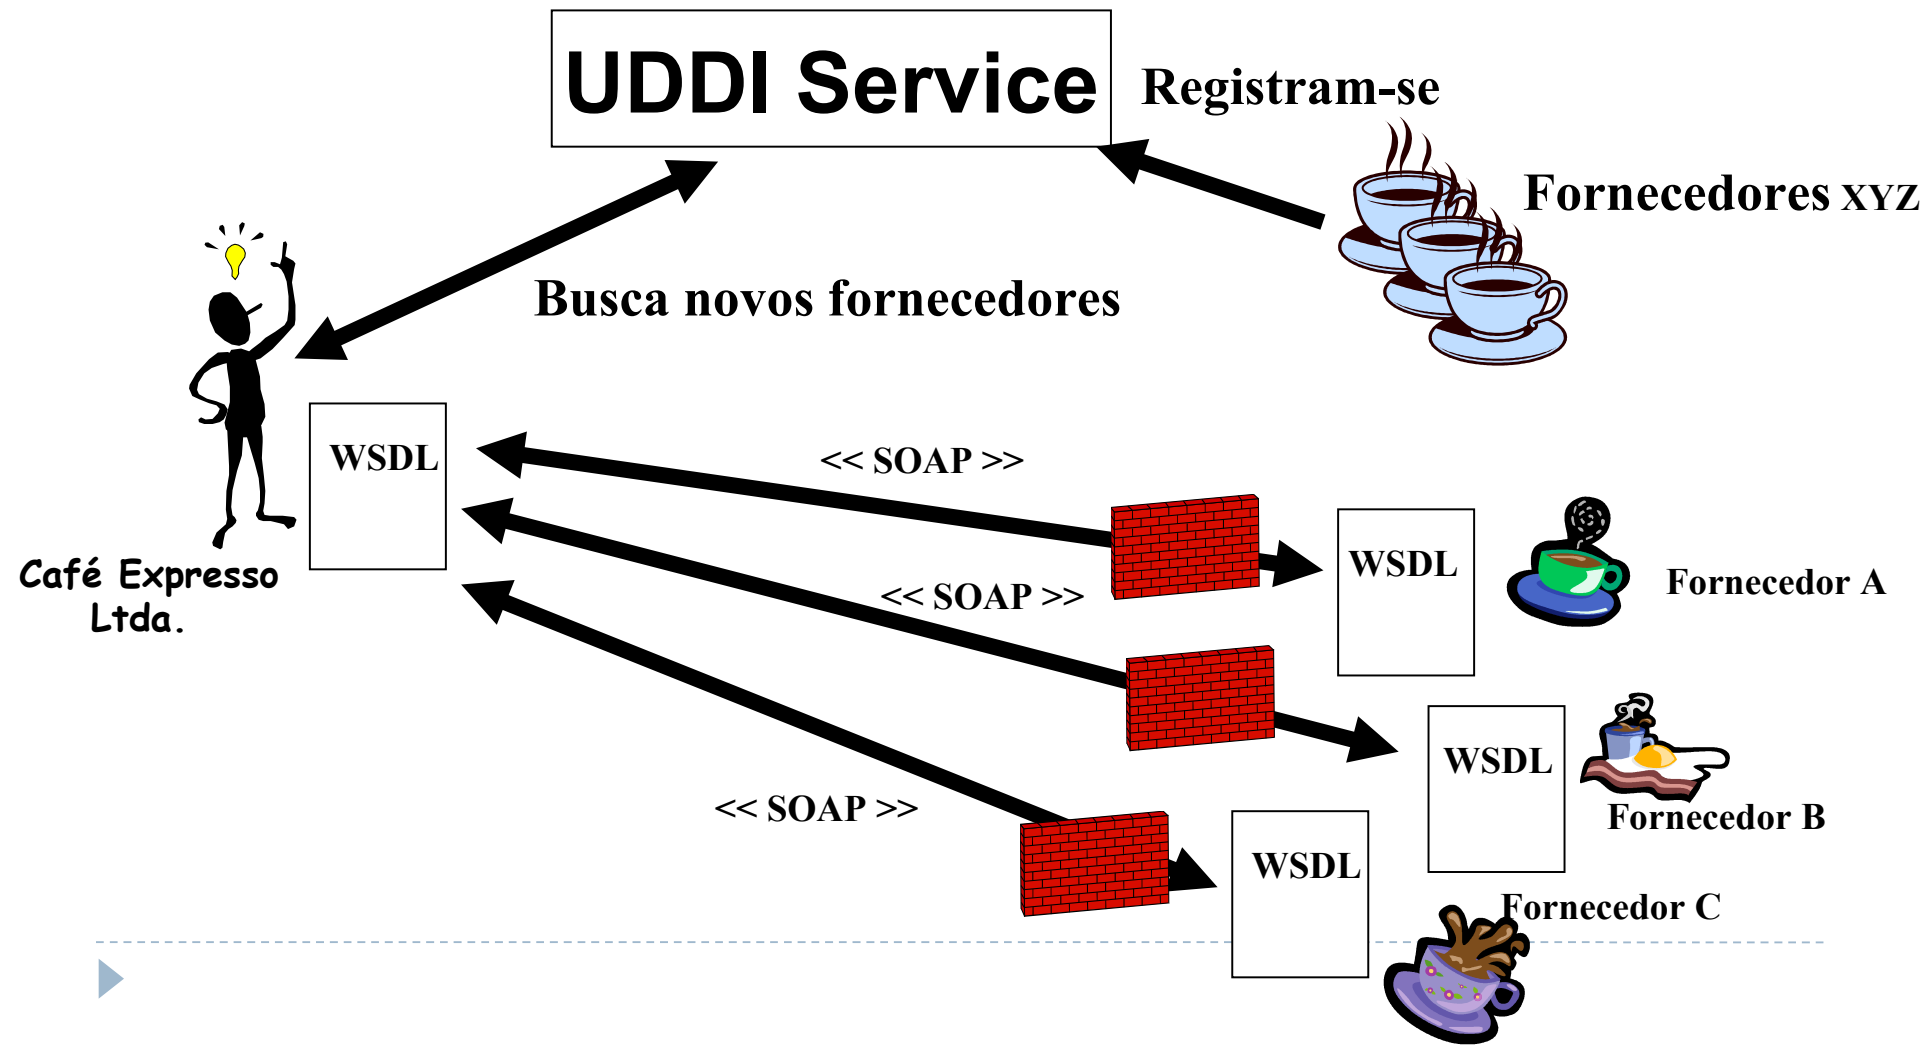 UDDI Service
Registram-se
Fornecedores XYZ
Busca novos fornecedores
WSDL
<< SOAP >>
Café Expresso
Ltda.
WSDL
Fornecedor A
<< SOAP >>
WSDL
Fornecedor B
<< SOAP >>
WSDL
Fornecedor C